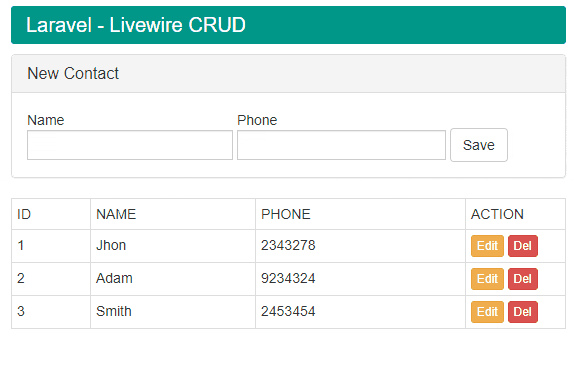 Laravel - Livewire CRUD
New Contact
Name Phone
Save
ID NAME PHONE ACTION
1 Jhon 2343278 Edit Del
2 Adam 9234324 Edit Del
3 Smith 2453454 Edit Del